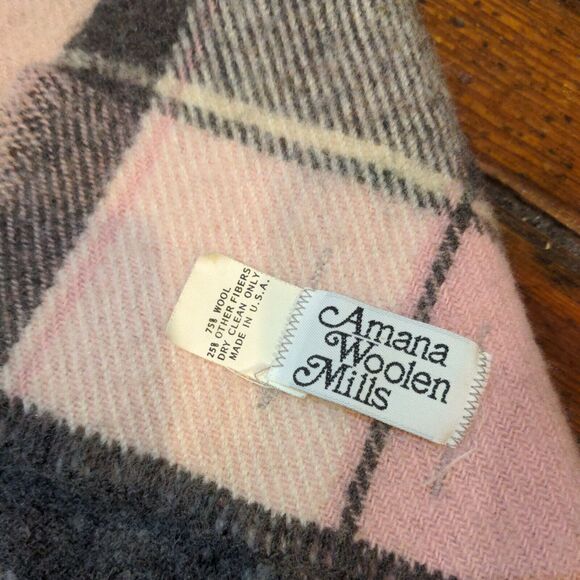 75% WOOL
25% OTHER FIBERS
DRY CLEAN ONLY
MADE IN U.S.A.
Amana
Woolen
Mills